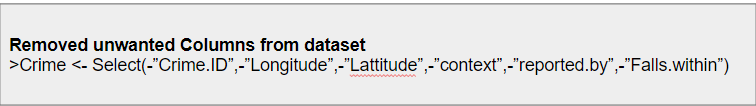 Removed unwanted Columns from dataset
>Crime <- Select(-”Crime.ID”,-”Longitude”,-”Lattitude”,-”context”,-”reported.by”,-”Falls.within”)